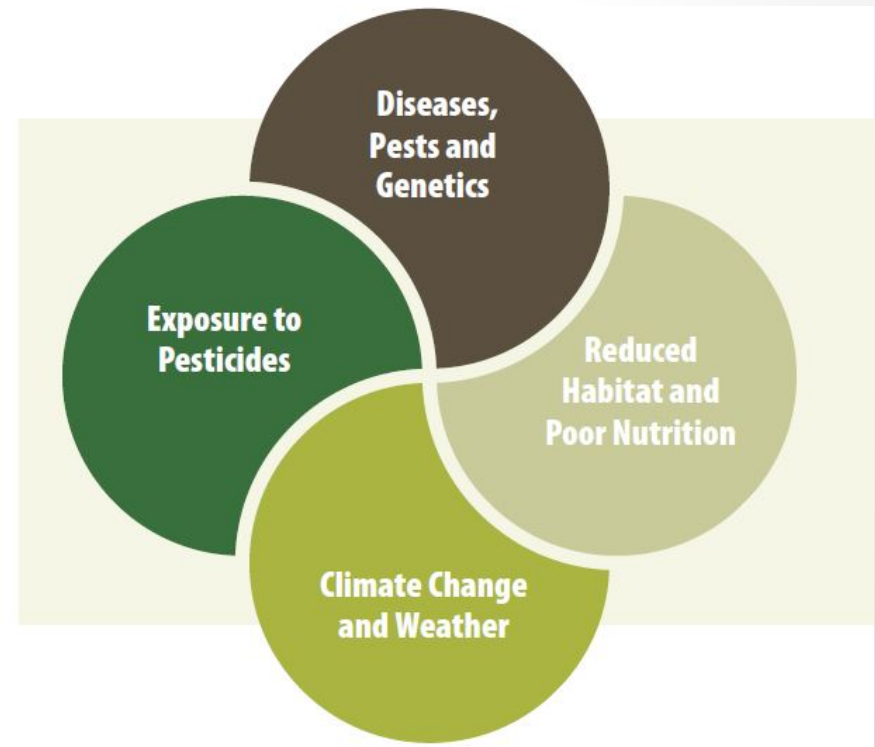 Diseases,
Pests and
Genetics
Exposure to
Pesticides
Reduced
Habitat and
Poor Nutrition
Climate Change
and Weather